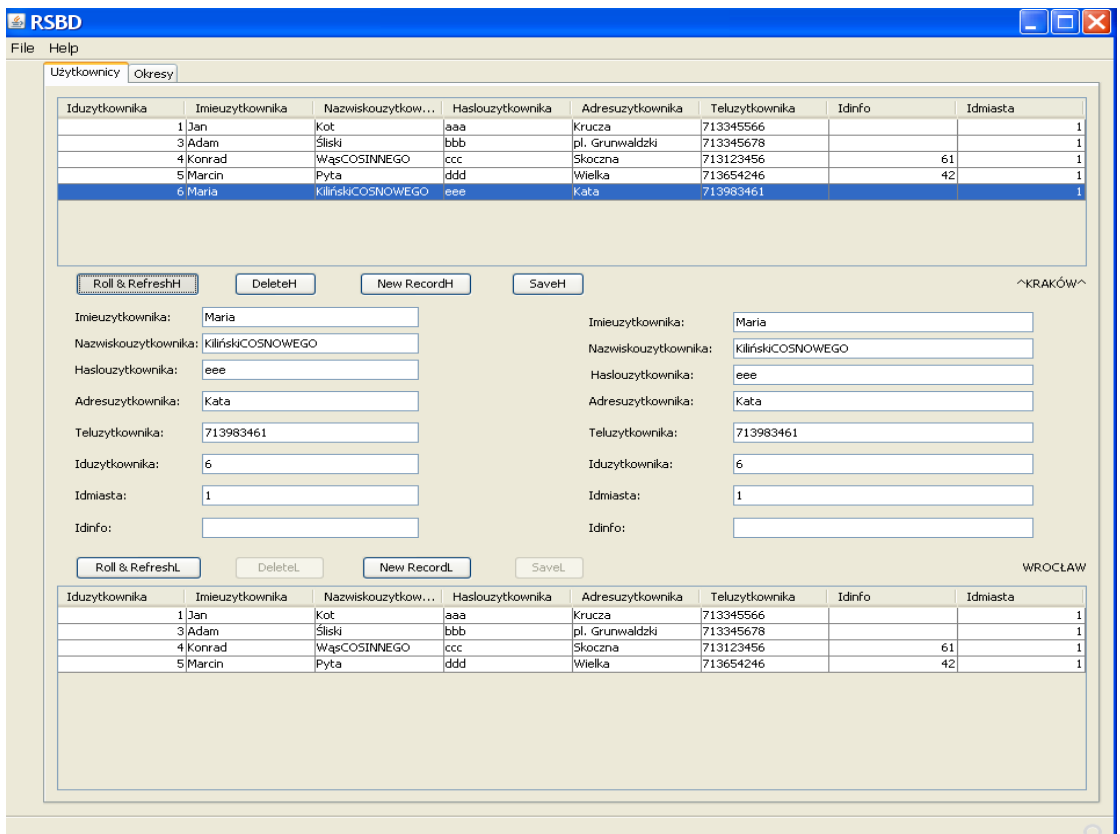 RSBD
File Help
Użytkownicy Okresy
Iduzytkownika Imieuzytkownika Nazwiskouzytkow... Haslouzytkownika Adresuzytkownika Teluzytkownika Idinfo Idmiasta
1 Jan Kot aaa Krucza 713345566 1
3 Adam Śliski bbb pl. Grunwaldzki 713345678 1
4 Konrad WąsCOSINNEGO ccc Skoczna 713123456 61 1
5 Marcin Pyta ddd Wielka 713654246 42 1
6 Maria KilińskiCOSNOWEGO eee Kata 713983461 1
Roll & RefreshH DeleteH New RecordH SaveH ^KRAKÓW^
Imieuzytkownika: Maria Imieuzytkownika: Maria
Nazwiskouzytkownika: KilińskiCOSNOWEGO Nazwiskouzytkownika: KilińskiCOSNOWEGO
Haslouzytkownika: eee Haslouzytkownika: eee
Adresuzytkownika: Kata Adresuzytkownika: Kata
Teluzytkownika: 713983461 Teluzytkownika: 713983461
Iduzytkownika: 6 Iduzytkownika: 6
Idmiasta: 1 Idmiasta: 1
Idinfo: Idinfo:
Roll & RefreshL DeleteL New RecordL SaveL WROCŁAW
Iduzytkownika Imieuzytkownika Nazwiskouzytkow... Haslouzytkownika Adresuzytkownika Teluzytkownika Idinfo Idmiasta
1 Jan Kot aaa Krucza 713345566 1
3 Adam Śliski bbb pl. Grunwaldzki 713345678 1
4 Konrad WąsCOSINNEGO ccc Skoczna 713123456 61 1
5 Marcin Pyta ddd Wielka 713654246 42 1